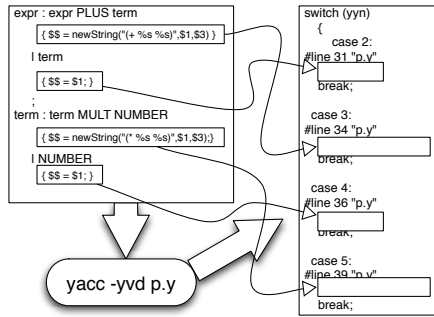 expr : expr PLUS term
{ $$ = newString("(+ %s %s)",$1,$3) }
| term
{ $$ = $1; }
;
term : term MULT NUMBER
{ $$ = newString("(* %s %s)",$1,$3);}
| NUMBER
{ $$ = $1; }
yacc -yvd p.y
switch (yyn)
{
case 2:
#line 31 "p.y"
break;
case 3:
#line 34 "p.y"
break;
case 4:
#line 36 "p.y"
break;
case 5:
#line 39 "p.y"
break;